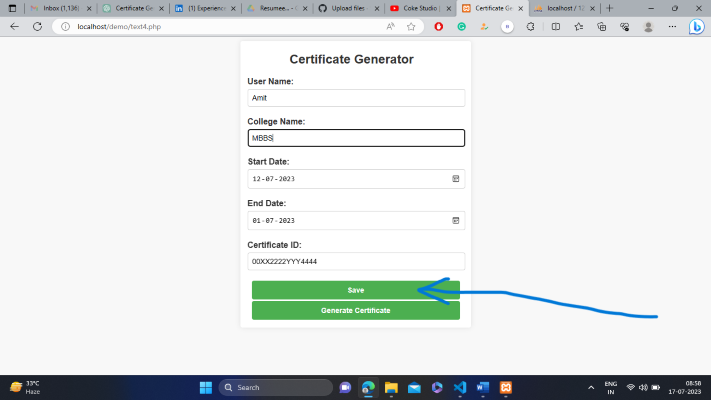 Inbox (1,136)
Certificate Ge
(1) Experience
Resumee... - G
Upload files
Coke Studio |
Certificate Ge
localhost / 12
localhost/demo/text4.php
Certificate Generator
User Name:
Amit
College Name:
MBBS
Start Date:
12-07-2023
End Date:
01-07-2023
Certificate ID:
00XX2222YYY4444
Save
Generate Certificate
33°C
Haze
Search
ENG
IN
08:58
17-07-2023